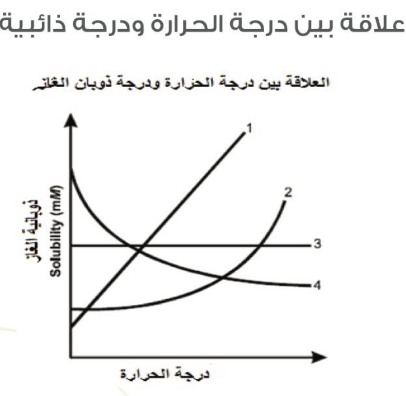 علاقة بين درجة الحرارة ودرجة ذائبية
العلاقة بين درجة الحرارة ودرجة ذوبان الغاز
1
2
3
4
ذوبانية الغاز
Solubility (mM)
درجة الحرارة